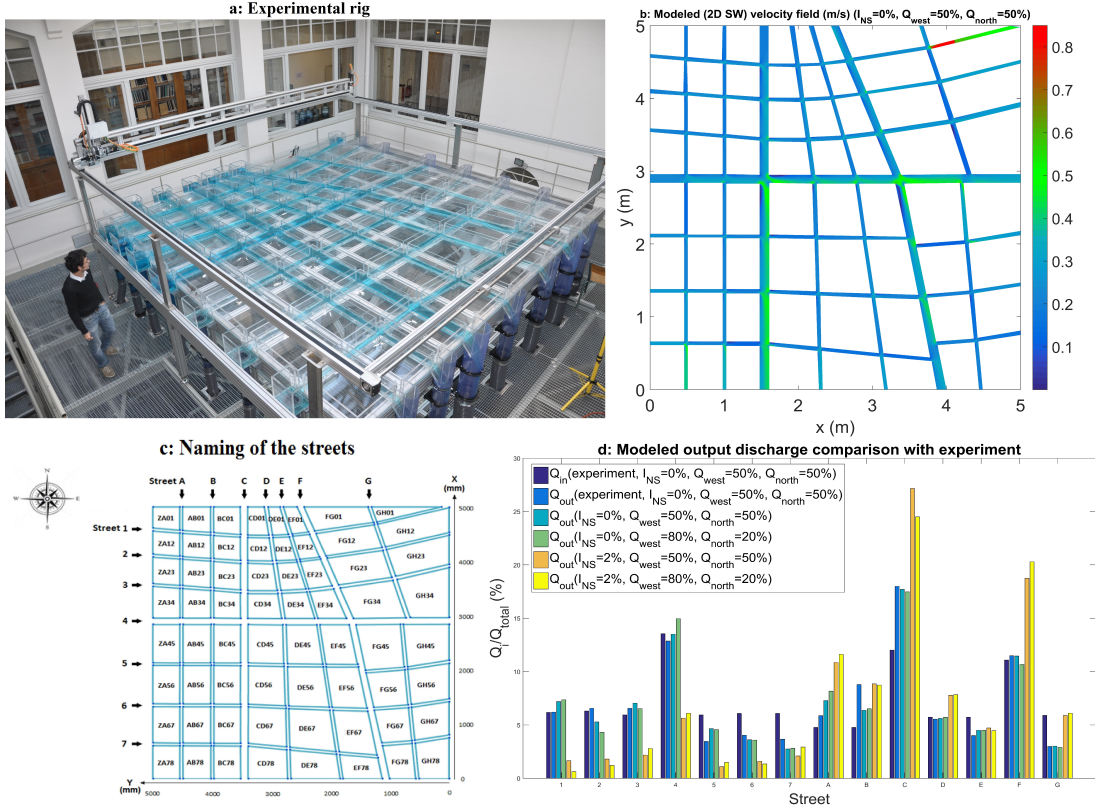 a: Experimental rig
b: Modeled (2D SW) velocity field (m/s) (I_NS=0%, Q_west=50%, Q_north=50%)
5
4
3
2
1
0
y (m)
0 1 2 3 4 5
x (m)
0.8
0.7
0.6
0.5
0.4
0.3
0.2
0.1
c: Naming of the streets
N
W E
S
Street A B C D E F G
X
(mm)
Street 1
2
3
4
5
6
7
ZA01 AB01 BC01 CD01 DE01 EF01 FG01 GH01
ZA12 AB12 BC12 CD12 DE12 EF12 FG12 GH12
ZA23 AB23 BC23 CD23 DE23 EF23 FG23 GH23
ZA34 AB34 BC34 CD34 DE34 EF34 FG34 GH34
ZA45 AB45 BC45 CD45 DE45 EF45 FG45 GH45
ZA56 AB56 BC56 CD56 DE56 EF56 FG56 GH56
ZA67 AB67 BC67 CD67 DE67 EF67 FG67 GH67
ZA78 AB78 BC78 CD78 DE78 EF78 FG78 GH78
5000
4000
3000
2000
1000
0
Y
(mm)
5000 4000 3000 2000 1000 0
d: Modeled output discharge comparison with experiment
30
25
20
15
10
5
0
Q_i/Q_total (%)
Q_in(experiment, I_NS=0%, Q_west=50%, Q_north=50%)
Q_out(experiment, I_NS=0%, Q_west=50%, Q_north=50%)
Q_out(I_NS=0%, Q_west=50%, Q_north=50%)
Q_out(I_NS=0%, Q_west=80%, Q_north=20%)
Q_out(I_NS=2%, Q_west=50%, Q_north=50%)
Q_out(I_NS=2%, Q_west=80%, Q_north=20%)
1 2 3 4 5 6 7 A B C D E F G
Street